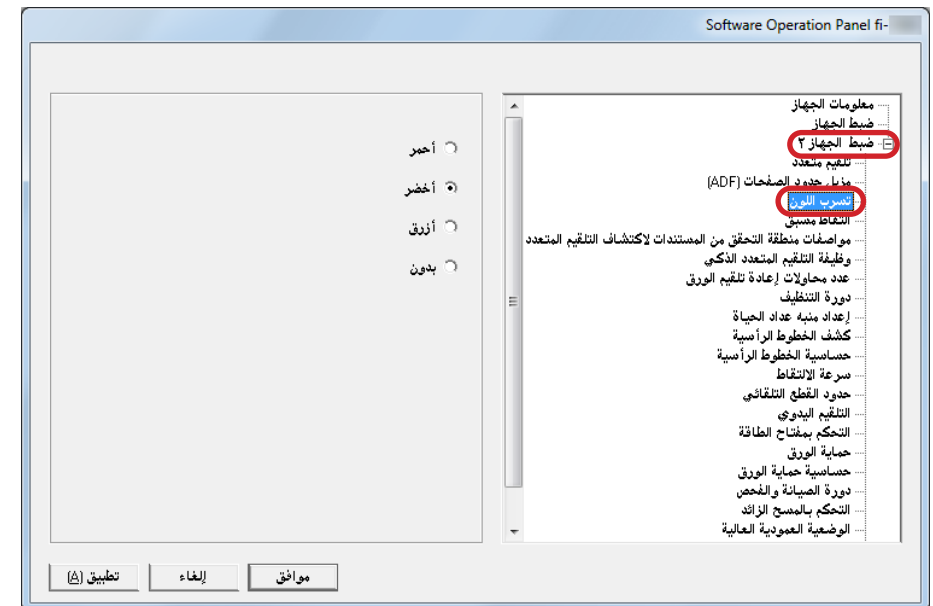 Software Operation Panel fi-
معلومات الجهاز
ضبط الجهاز
ضبط الجهاز ٢
تلقيم متعدد
مزيل حدود الصفحات (ADF)
تسرب اللون
التقاط مسبق
مواصفات منطقة التحقق من المستندات لاكتشاف التلقيم المتعدد
وظيفة التلقيم المتعدد الذكي
عدد محاولات إعادة تلقيم الورق
دورة التنظيف
إعداد منبه عداد الحياة
كشف الخطوط الرأسية
حساسية الخطوط الرأسية
سرعة الالتقاط
حدود القطع التلقائي
التلقيم اليدوي
التحكم بمفتاح الطاقة
حماية الورق
حساسية حماية الورق
دورة الصيانة والفحص
التحكم بالمسح الزائد
الوضعية العمودية العالية
أحمر
أخضر
أزرق
بدون
موافق
إلغاء
تطبيق (A)